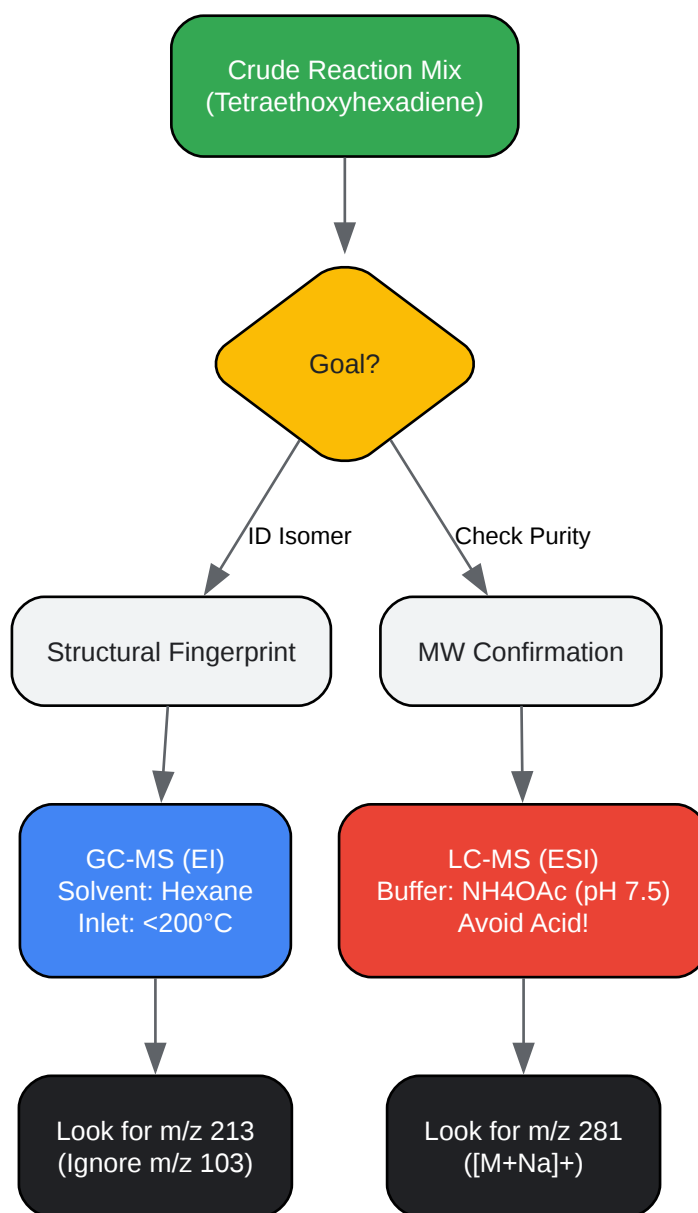 Crude Reaction Mix
(Tetraethoxyhexadiene)
Goal?
ID Isomer
Check Purity
Structural Fingerprint
MW Confirmation
GC-MS (EI)
Solvent: Hexane
Inlet: <200°C
LC-MS (ESI)
Buffer: NH4OAc (pH 7.5)
Avoid Acid!
Look for m/z 213
(Ignore m/z 103)
Look for m/z 281
([M+Na]+)